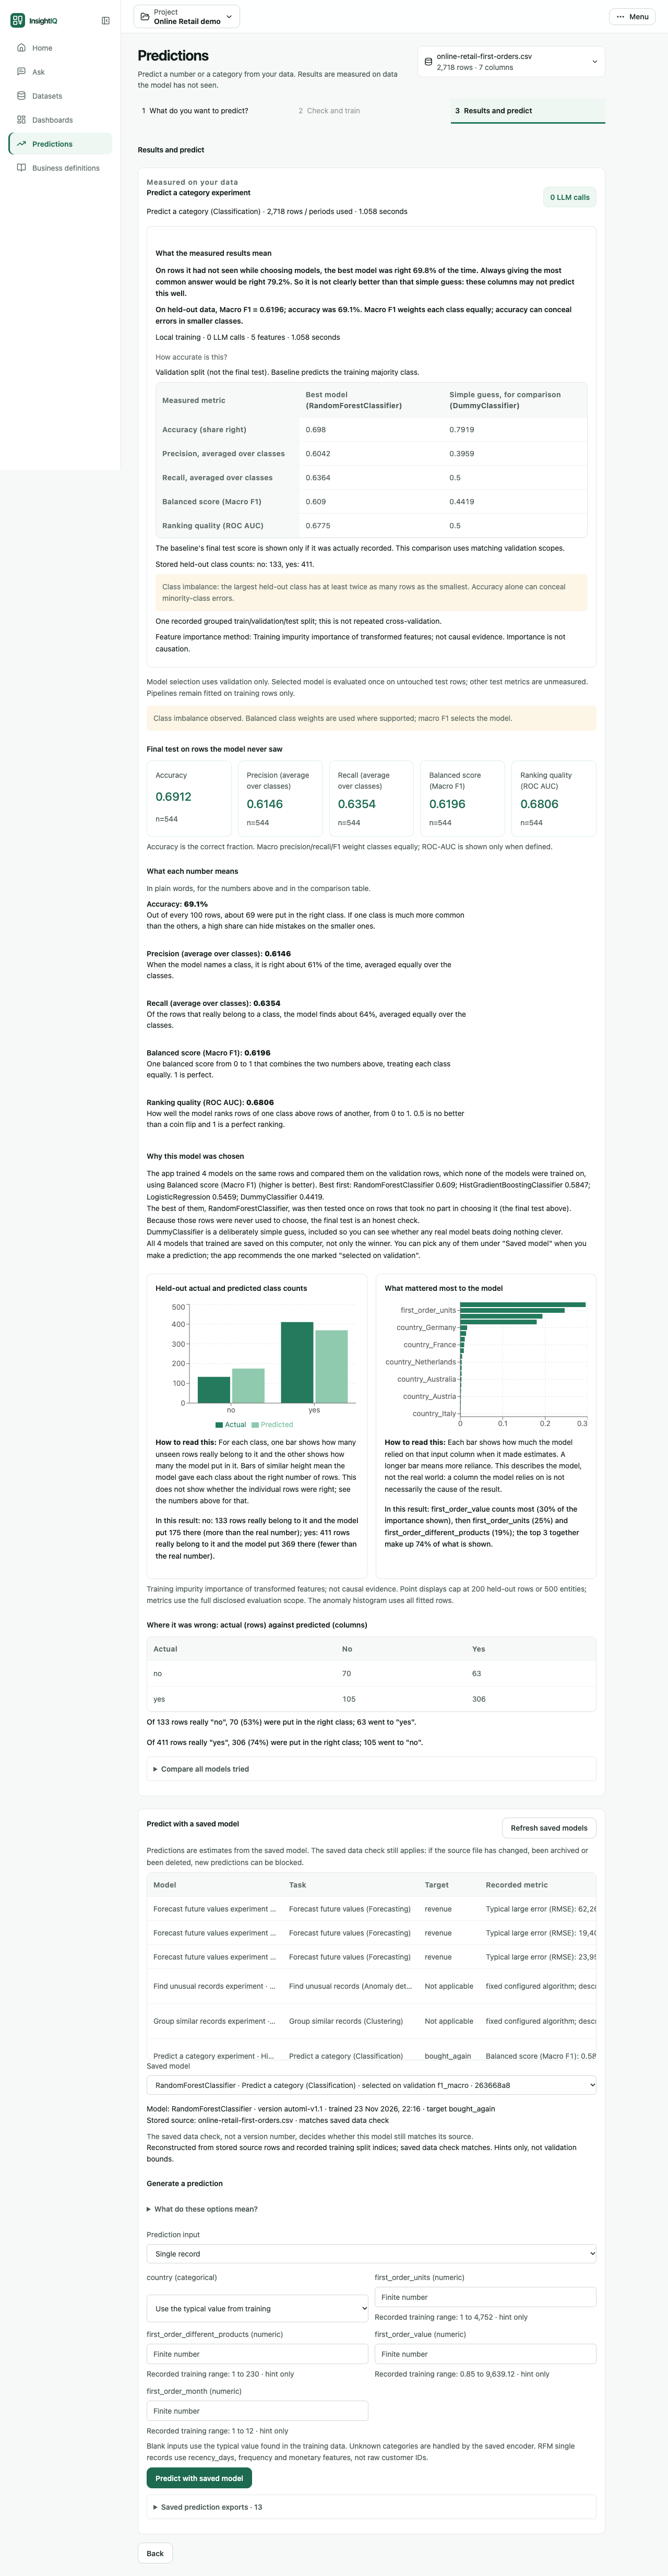 InsightIQ
Project
Online Retail demo
Menu
Home
Ask
Datasets
Dashboards
Predictions
Business definitions
Predictions
Predict a number or a category from your data. Results are measured on data
the model has not seen.
online-retail-first-orders.csv
2,718 rows · 7 columns
1 What do you want to predict?
2 Check and train
3 Results and predict
Results and predict
Measured on your data
Predict a category experiment
0 LLM calls
Predict a category (Classification) · 2,718 rows / periods used · 1.058 seconds
What the measured results mean
On rows it had not seen while choosing models, the best model was right 69.8% of the time. Always giving the most
common answer would be right 79.2%. So it is not clearly better than that simple guess: these columns may not predict
this well.
On held-out data, Macro F1 = 0.6196; accuracy was 69.1%. Macro F1 weights each class equally; accuracy can conceal
errors in smaller classes.
Local training · 0 LLM calls · 5 features · 1.058 seconds
How accurate is this?
Validation split (not the final test). Baseline predicts the training majority class.
Measured metric
Best model
(RandomForestClassifier)
Simple guess, for comparison
(DummyClassifier)
Accuracy (share right) 0.698 0.7919
Precision, averaged over classes 0.6042 0.3959
Recall, averaged over classes 0.6364 0.5
Balanced score (Macro F1) 0.609 0.4419
Ranking quality (ROC AUC) 0.6775 0.5
The baseline's final test score is shown only if it was actually recorded. This comparison uses matching validation scopes.
Stored held-out class counts: no: 133, yes: 411.
Class imbalance: the largest held-out class has at least twice as many rows as the smallest. Accuracy alone can conceal
minority-class errors.
One recorded grouped train/validation/test split; this is not repeated cross-validation.
Feature importance method: Training impurity importance of transformed features; not causal evidence. Importance is not
causation.
Model selection uses validation only. Selected model is evaluated once on untouched test rows; other test metrics are unmeasured.
Pipelines remain fitted on training rows only.
Class imbalance observed. Balanced class weights are used where supported; macro F1 selects the model.
Final test on rows the model never saw
Accuracy
0.6912
n=544
Precision (average
over classes)
0.6146
n=544
Recall (average
over classes)
0.6354
n=544
Balanced score
(Macro F1)
0.6196
n=544
Ranking quality
(ROC AUC)
0.6806
n=544
Accuracy is the correct fraction. Macro precision/recall/F1 weight classes equally; ROC-AUC is shown only when defined.
What each number means
In plain words, for the numbers above and in the comparison table.
Accuracy: 69.1%
Out of every 100 rows, about 69 were put in the right class. If one class is much more common
than the others, a high share can hide mistakes on the smaller ones.
Precision (average over classes): 0.6146
When the model names a class, it is right about 61% of the time, averaged equally over the
classes.
Recall (average over classes): 0.6354
Of the rows that really belong to a class, the model finds about 64%, averaged equally over the
classes.
Balanced score (Macro F1): 0.6196
One balanced score from 0 to 1 that combines the two numbers above, treating each class
equally. 1 is perfect.
Ranking quality (ROC AUC): 0.6806
How well the model ranks rows of one class above rows of another, from 0 to 1. 0.5 is no better
than a coin flip and 1 is a perfect ranking.
Why this model was chosen
The app trained 4 models on the same rows and compared them on the validation rows, which none of the models were trained on,
using Balanced score (Macro F1) (higher is better). Best first: RandomForestClassifier 0.609; HistGradientBoostingClassifier 0.5847;
LogisticRegression 0.5459; DummyClassifier 0.4419.
The best of them, RandomForestClassifier, was then tested once on rows that took no part in choosing it (the final test above).
Because those rows were never used to choose, the final test is an honest check.
DummyClassifier is a deliberately simple guess, included so you can see whether any real model beats doing nothing clever.
All 4 models that trained are saved on this computer, not only the winner. You can pick any of them under "Saved model" when you
make a prediction; the app recommends the one marked "selected on validation".
Held-out actual and predicted class counts
500
400
300
200
100
0
no yes
Actual Predicted
How to read this: For each class, one bar shows how many
unseen rows really belong to it and the other shows how
many the model put in it. Bars of similar height mean the
model gave each class about the right number of rows. This
does not show whether the individual rows were right; see
the numbers above for that.
In this result: no: 133 rows really belong to it and the model
put 175 there (more than the real number); yes: 411 rows
really belong to it and the model put 369 there (fewer than
the real number).
What mattered most to the model
first_order_units
country_Germany
country_France
country_Netherlands
country_Australia
country_Austria
country_Italy
0 0.1 0.2 0.3
How to read this: Each bar shows how much the model
relied on that input column when it made estimates. A
longer bar means more reliance. This describes the model,
not the real world: a column the model relies on is not
necessarily the cause of the result.
In this result: first_order_value counts most (30% of the
importance shown), then first_order_units (25%) and
first_order_different_products (19%); the top 3 together
make up 74% of what is shown.
Training impurity importance of transformed features; not causal evidence. Point displays cap at 200 held-out rows or 500 entities;
metrics use the full disclosed evaluation scope. The anomaly histogram uses all fitted rows.
Where it was wrong: actual (rows) against predicted (columns)
Actual No Yes
no 70 63
yes 105 306
Of 133 rows really "no", 70 (53%) were put in the right class; 63 went to "yes".
Of 411 rows really "yes", 306 (74%) were put in the right class; 105 went to "no".
Compare all models tried
Predict with a saved model
Refresh saved models
Predictions are estimates from the saved model. The saved data check still applies: if the source file has changed, been archived or
been deleted, new predictions can be blocked.
Model Task Target Recorded metric
Forecast future values experiment ... Forecast future values (Forecasting) revenue Typical large error (RMSE): 62,26
Forecast future values experiment ... Forecast future values (Forecasting) revenue Typical large error (RMSE): 19,40
Forecast future values experiment ... Forecast future values (Forecasting) revenue Typical large error (RMSE): 23,95
Find unusual records experiment · ... Find unusual records (Anomaly det... Not applicable fixed configured algorithm; descr
Group similar records experiment ·... Group similar records (Clustering) Not applicable fixed configured algorithm; descr
Predict a category experiment · Hi... Predict a category (Classification) bought_again Balanced score (Macro F1): 0.58
Saved model
RandomForestClassifier · Predict a category (Classification) · selected on validation f1_macro · 263668a8
Model: RandomForestClassifier · version automl-v1.1 · trained 23 Nov 2026, 22:16 · target bought_again
Stored source: online-retail-first-orders.csv · matches saved data check
The saved data check, not a version number, decides whether this model still matches its source.
Reconstructed from stored source rows and recorded training split indices; saved data check matches. Hints only, not validation
bounds.
Generate a prediction
What do these options mean?
Prediction input
Single record
country (categorical)
Use the typical value from training
first_order_units (numeric)
Finite number
Recorded training range: 1 to 4,752 · hint only
first_order_different_products (numeric)
Finite number
Recorded training range: 1 to 230 · hint only
first_order_value (numeric)
Finite number
Recorded training range: 0.85 to 9,639.12 · hint only
first_order_month (numeric)
Finite number
Recorded training range: 1 to 12 · hint only
Blank inputs use the typical value found in the training data. Unknown categories are handled by the saved encoder. RFM single
records use recency_days, frequency and monetary features, not raw customer IDs.
Predict with saved model
Saved prediction exports · 13
Back